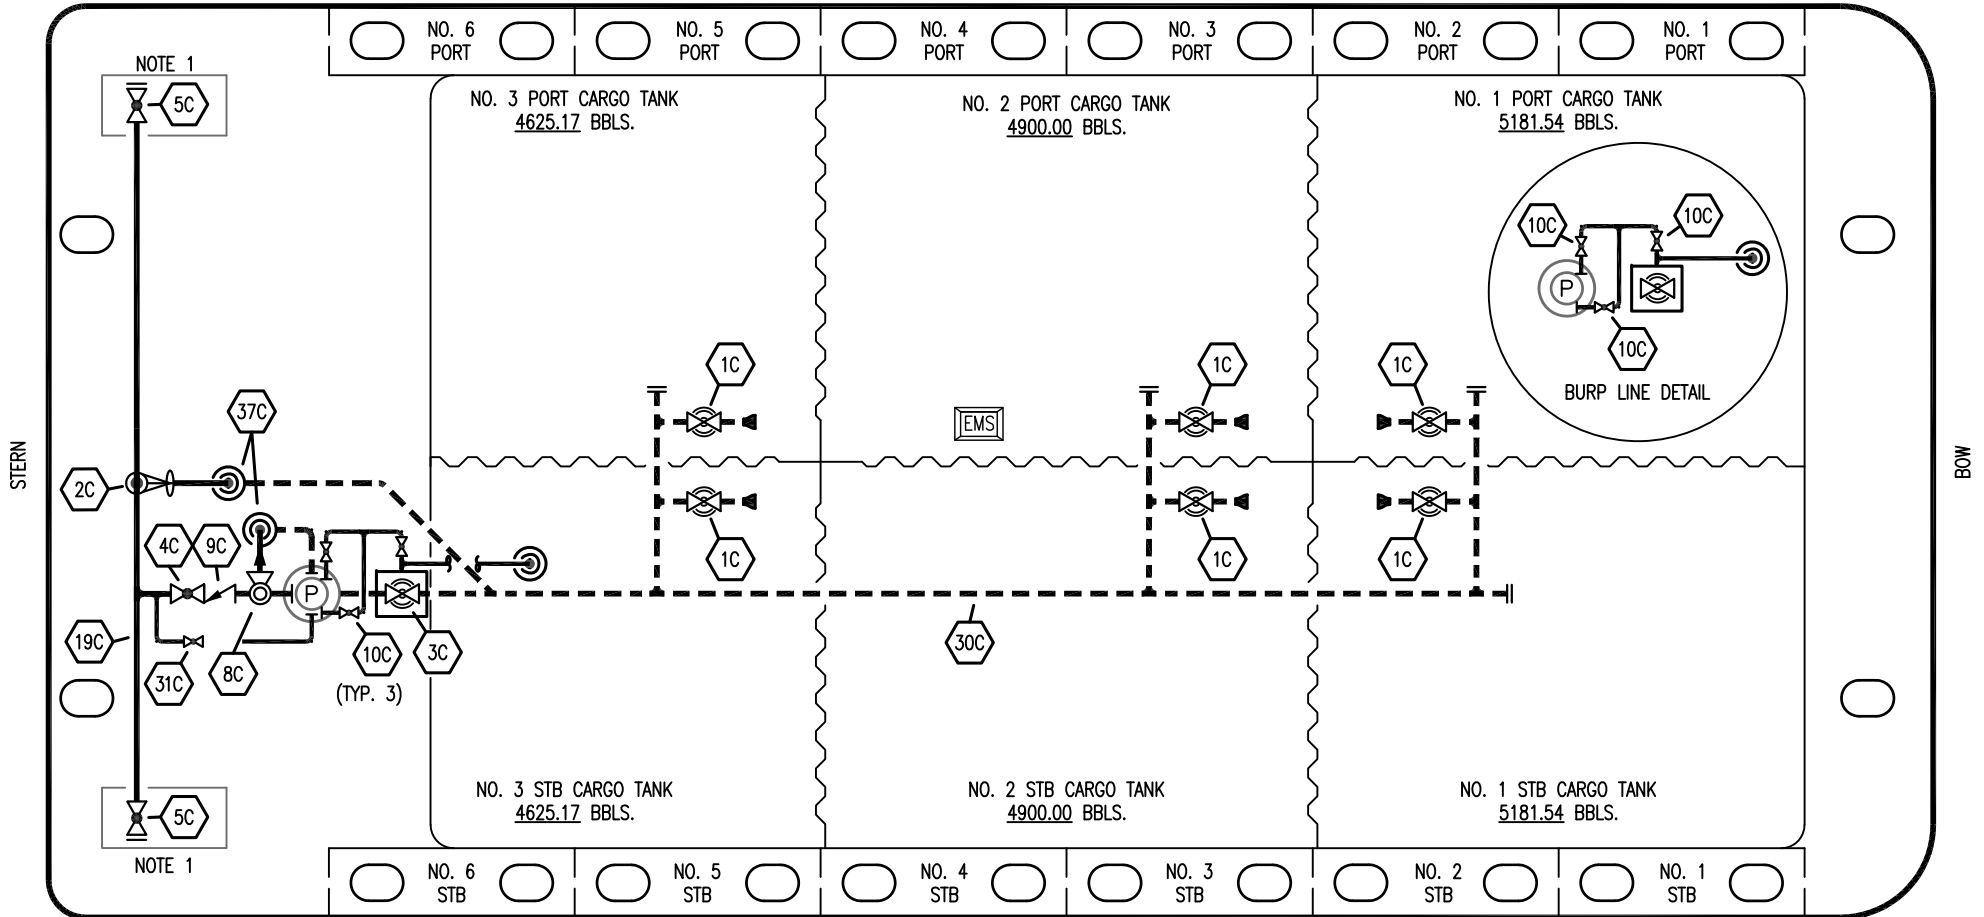 NO. 6
PORT
NO. 5
PORT
NO. 4
PORT
NO. 3
PORT
NO. 2
PORT
NO. 1
PORT
NOTE 1
5C
NO. 3 PORT CARGO TANK
4625.17 BBLS.
NO. 2 PORT CARGO TANK
4900.00 BBLS.
NO. 1 PORT CARGO TANK
5181.54 BBLS.
10C
10C
P
10C
BURP LINE DETAIL
1C
1C
1C
37C
EMS
STERN
BOW
2C
4C
9C
1C
1C
1C
P
19C
31C
8C
10C
(TYP. 3)
3C
30C
NO. 3 STB CARGO TANK
4625.17 BBLS.
NO. 2 STB CARGO TANK
4900.00 BBLS.
NO. 1 STB CARGO TANK
5181.54 BBLS.
5C
NOTE 1
NO. 6
STB
NO. 5
STB
NO. 4
STB
NO. 3
STB
NO. 2
STB
NO. 1
STB